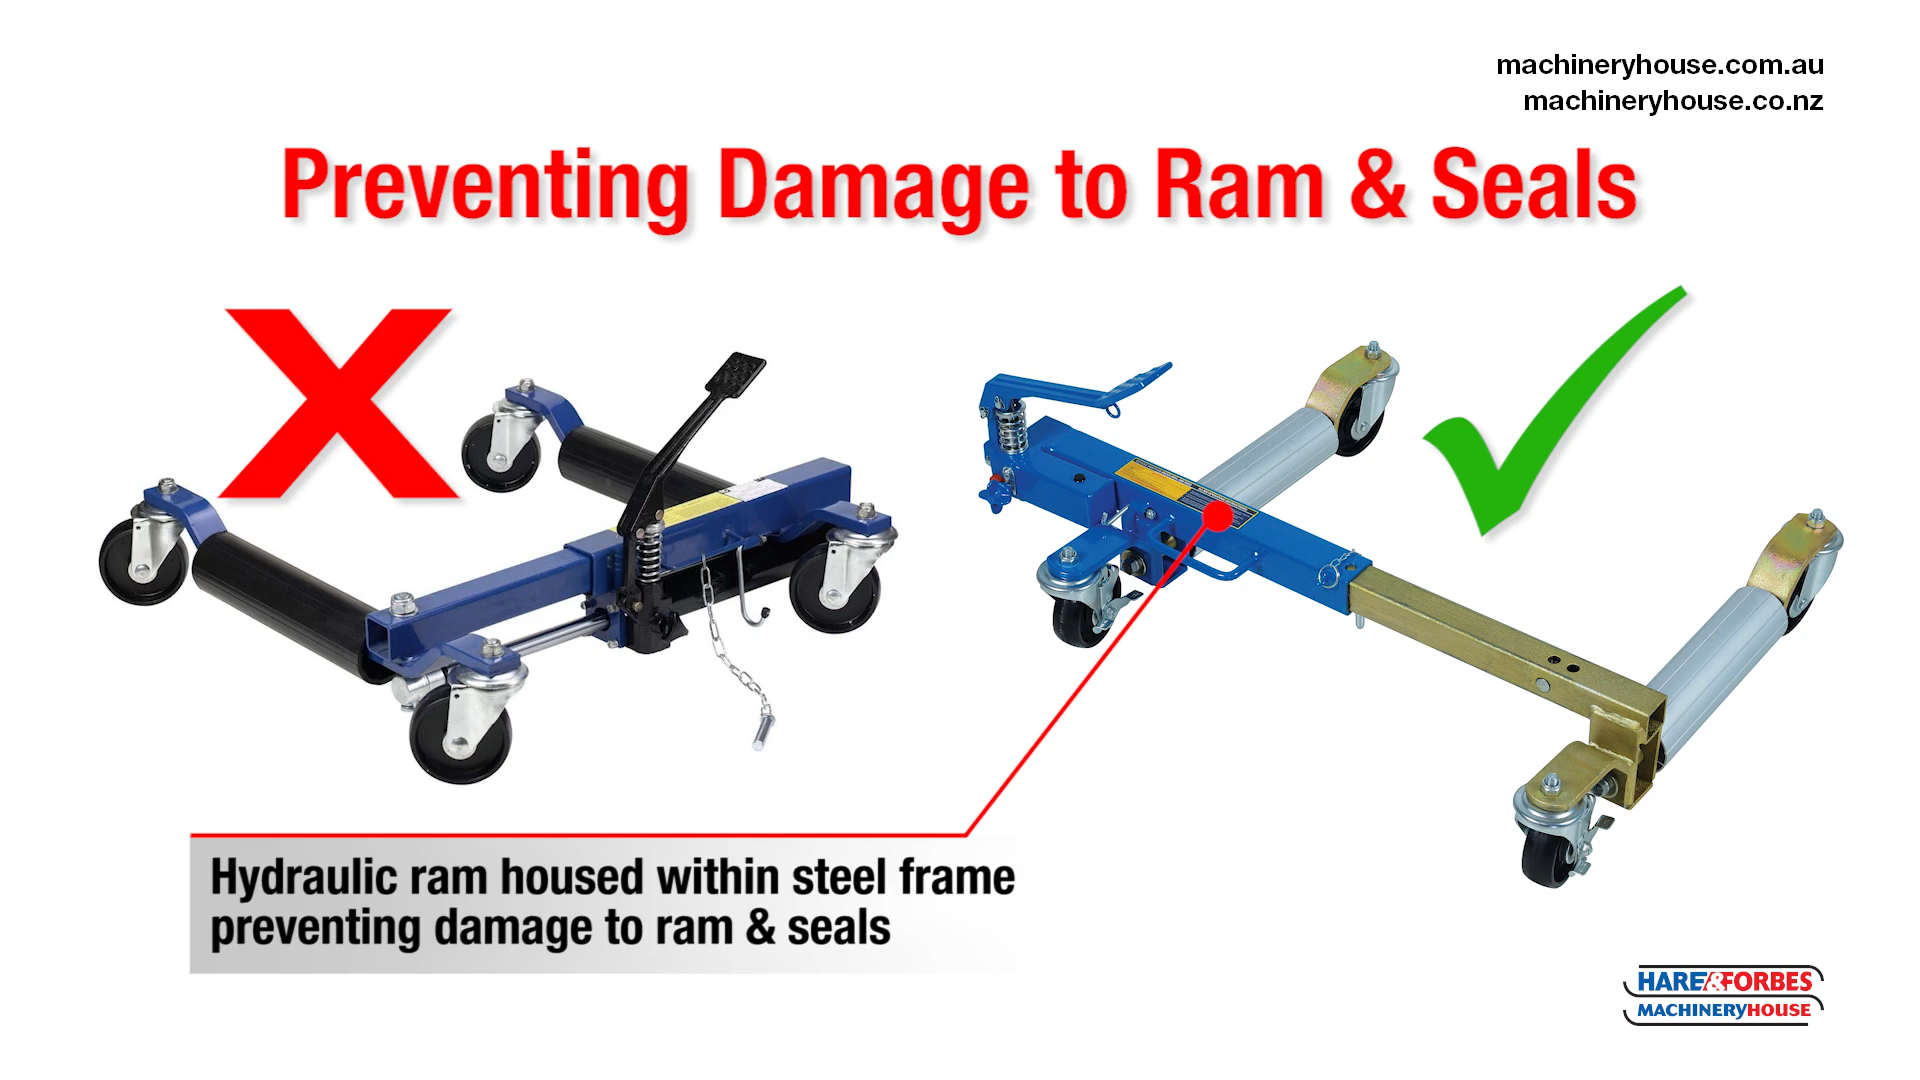 machineryhouse.com.au
machineryhouse.co.nz
Preventing Damage to Ram & Seals
Hydraulic ram housed within steel frame
preventing damage to ram & seals
HARE&FORBES
MACHINERYHOUSE